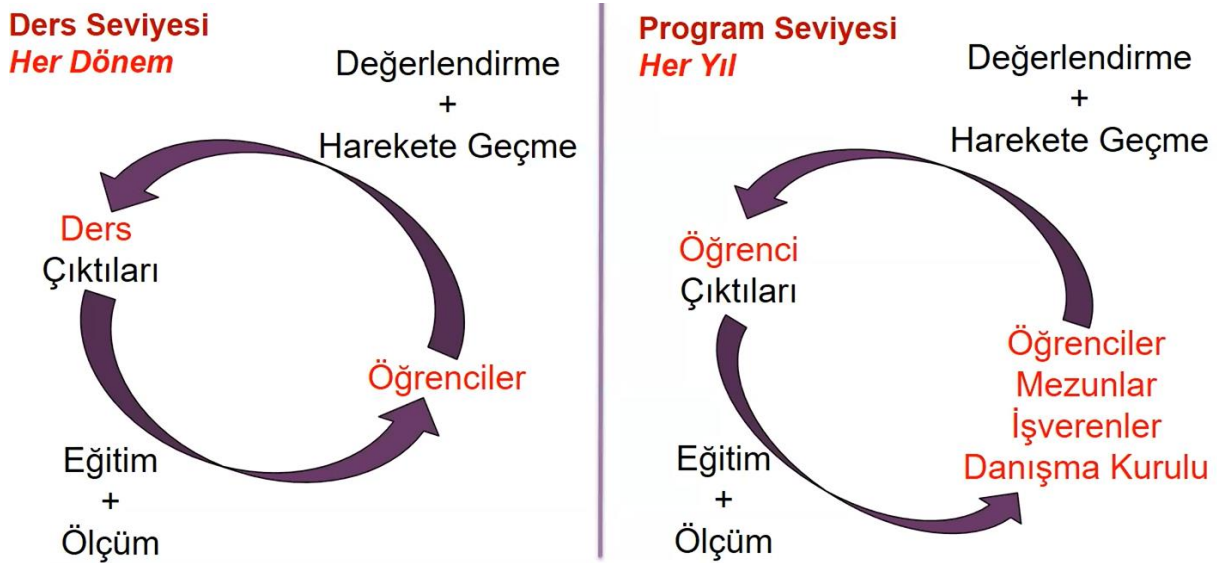 Ders Seviyesi
Her Dönem
Değerlendirme
+
Harekete Geçme
Ders
Çıktıları
Öğrenciler
Eğitim
+
Ölçüm
Program Seviyesi
Her Yıl
Değerlendirme
+
Harekete Geçme
Öğrenci
Çıktıları
Öğrenciler
Mezunlar
İşverenler
Danışma Kurulu
Eğitim
+
Ölçüm